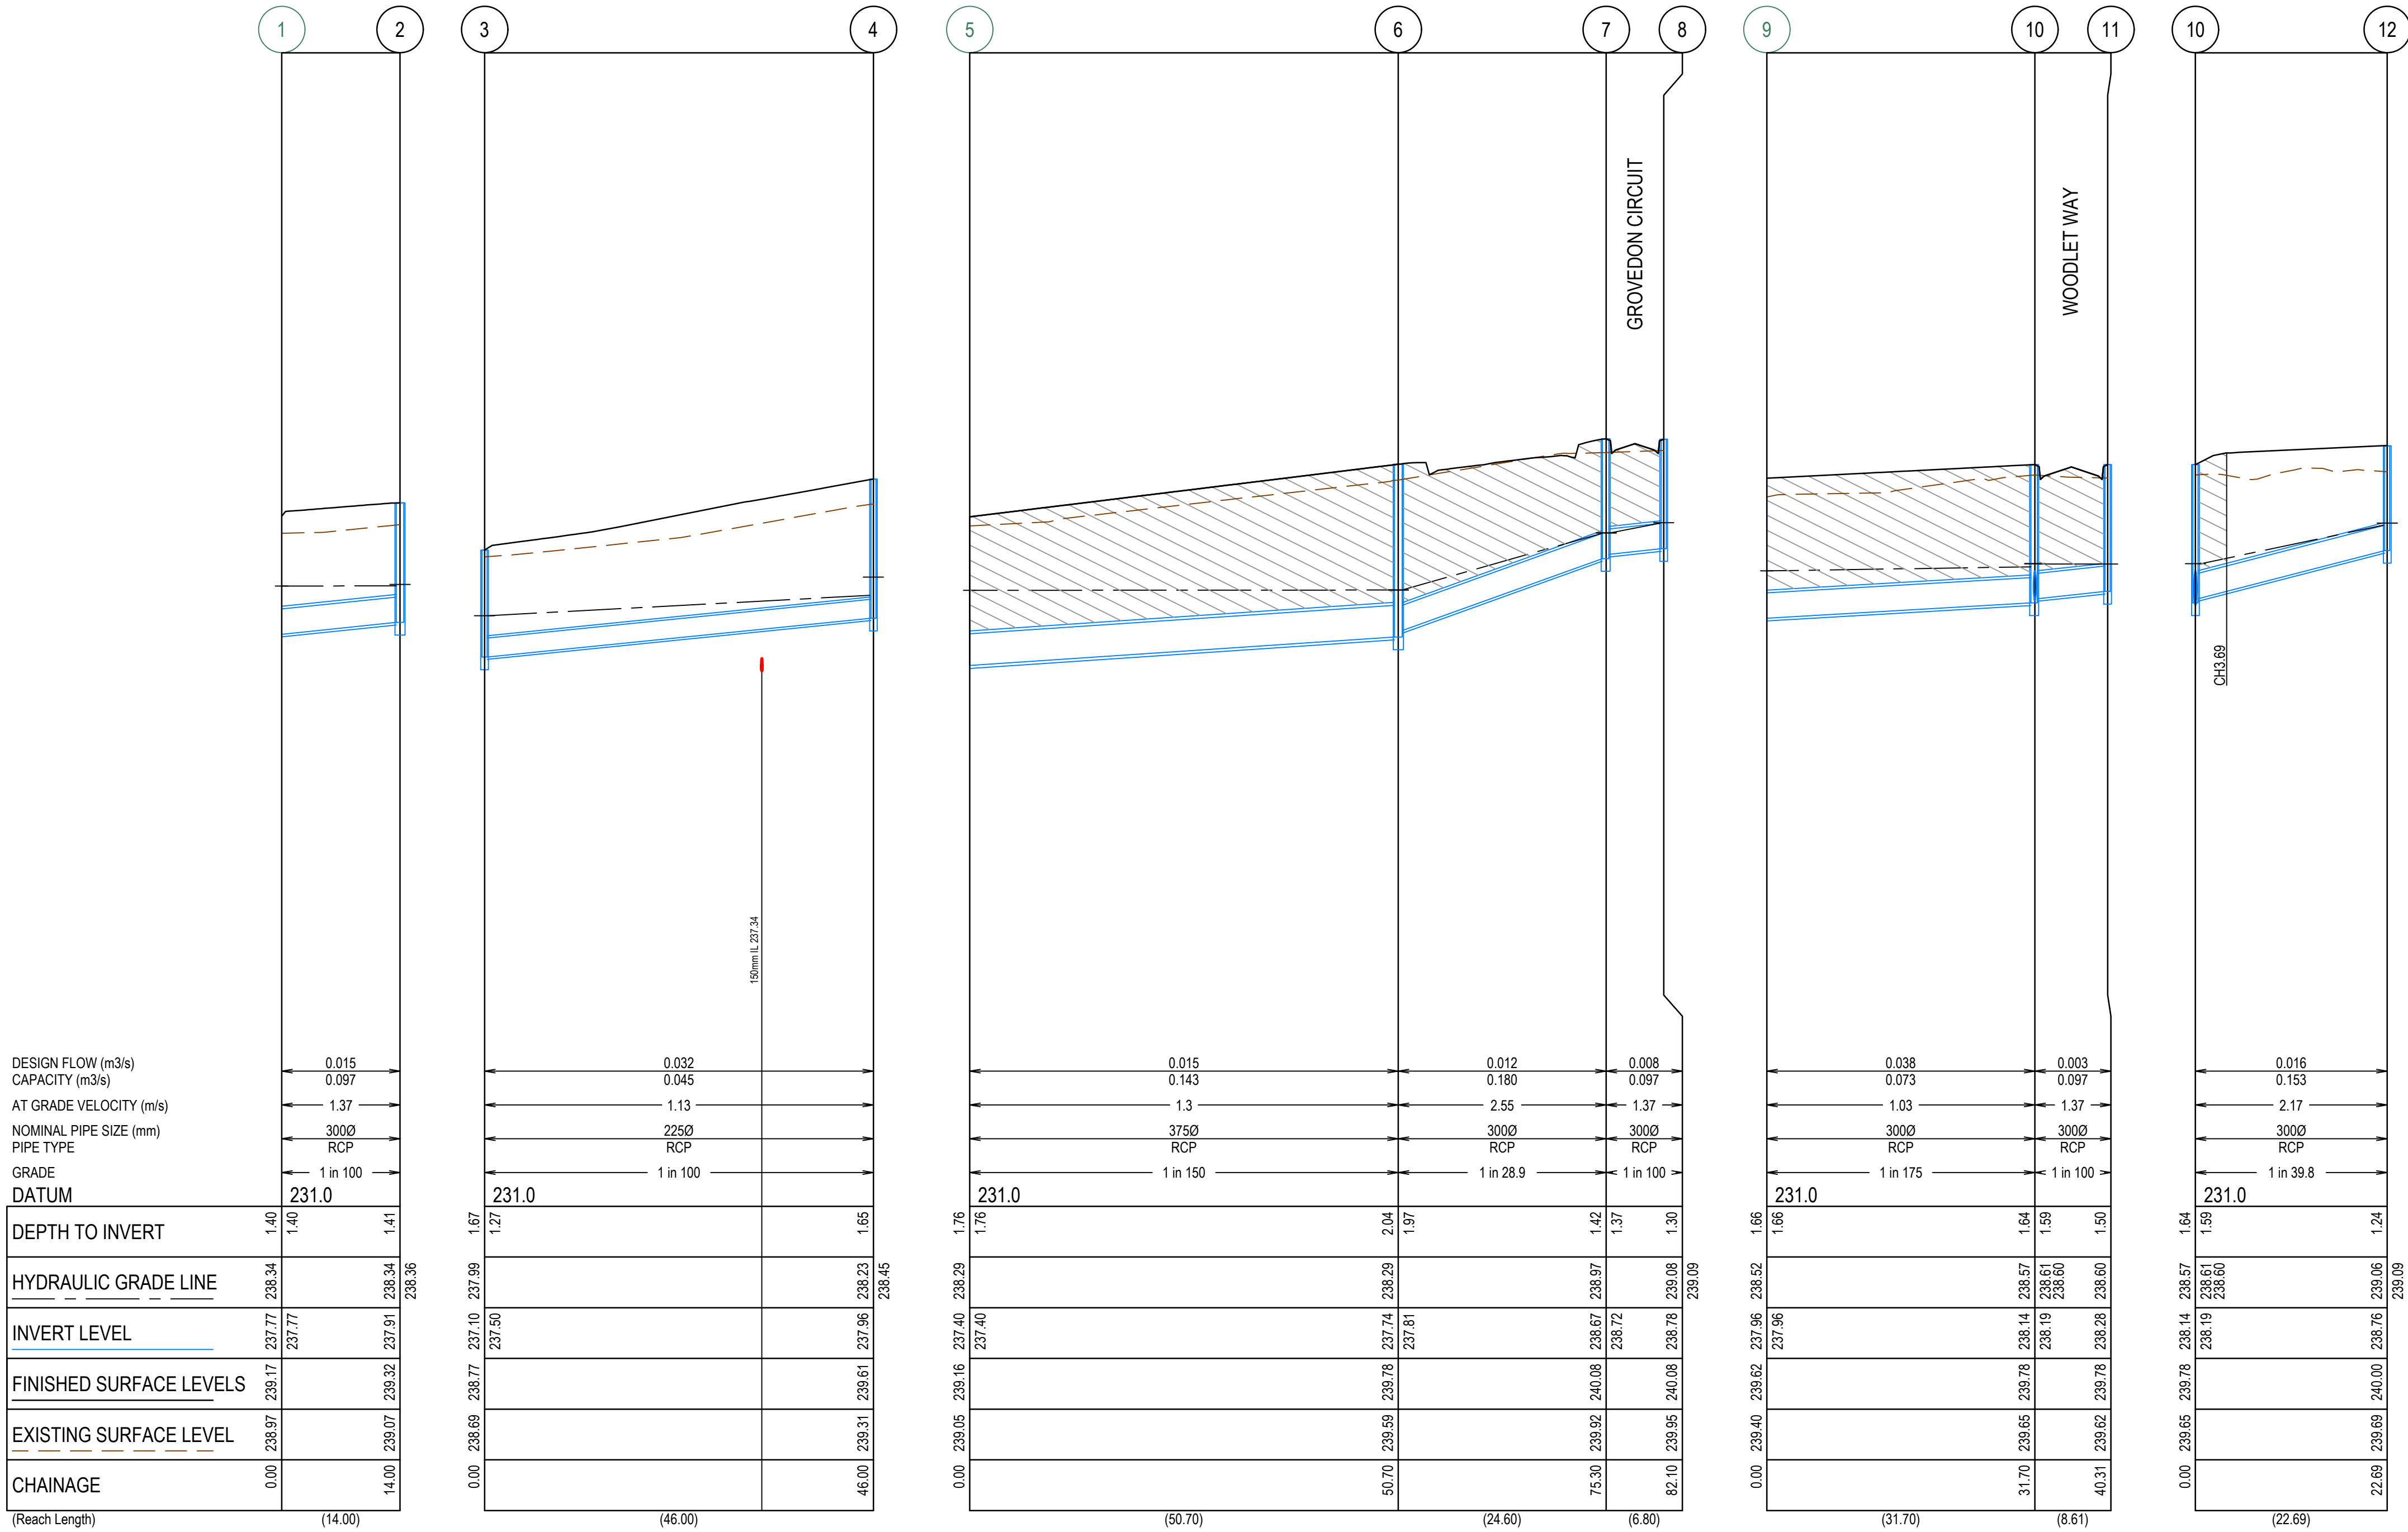 1 2 3 4 5 6 7 8 9 10 11 10 12
GROVEDON CIRCUIT
WOODLET WAY
CH3.69
150mm IL 237.34
DESIGN FLOW (m3/s) 0.015 0.032 0.015 0.012 0.008 0.038 0.003 0.016
CAPACITY (m3/s) 0.097 0.045 0.143 0.180 0.097 0.073 0.097 0.153
AT GRADE VELOCITY (m/s) 1.37 1.13 1.3 2.55 1.37 1.03 1.37 2.17
NOMINAL PIPE SIZE (mm) 300Ø 225Ø 375Ø 300Ø 300Ø 300Ø 300Ø 300Ø
PIPE TYPE RCP RCP RCP RCP RCP RCP RCP RCP
GRADE 1 in 100 1 in 100 1 in 150 1 in 28.9 1 in 100 1 in 175 1 in 100 1 in 39.8
DATUM 231.0 231.0 231.0 231.0 231.0
DEPTH TO INVERT 1.40 1.40 1.41 1.67 1.27 1.65 1.76 1.76 2.04 1.97 1.42 1.37 1.30 1.66 1.66 1.64 1.59 1.50 1.64 1.59 1.24
HYDRAULIC GRADE LINE 238.34 238.34 238.36 237.99 238.23 238.45 238.29 238.29 238.97 239.08 239.09 238.52 238.57 238.61 238.60 238.60 238.57 238.61 238.60 239.06 239.09
INVERT LEVEL 237.77 237.77 237.91 237.10 237.50 237.96 237.40 237.40 237.74 237.81 238.67 238.72 238.78 237.96 237.96 238.14 238.19 238.28 238.14 238.19 238.76
FINISHED SURFACE LEVELS 239.17 239.32 238.77 239.61 239.16 239.78 240.08 240.08 239.62 239.78 239.78 239.78 240.00
EXISTING SURFACE LEVEL 238.97 239.07 238.69 239.31 239.05 239.59 239.92 239.95 239.40 239.65 239.62 239.65 239.69
CHAINAGE 0.00 14.00 0.00 46.00 0.00 50.70 75.30 82.10 0.00 31.70 40.31 0.00 22.69
(Reach Length) (14.00) (46.00) (50.70) (24.60) (6.80) (31.70) (8.61) (22.69)